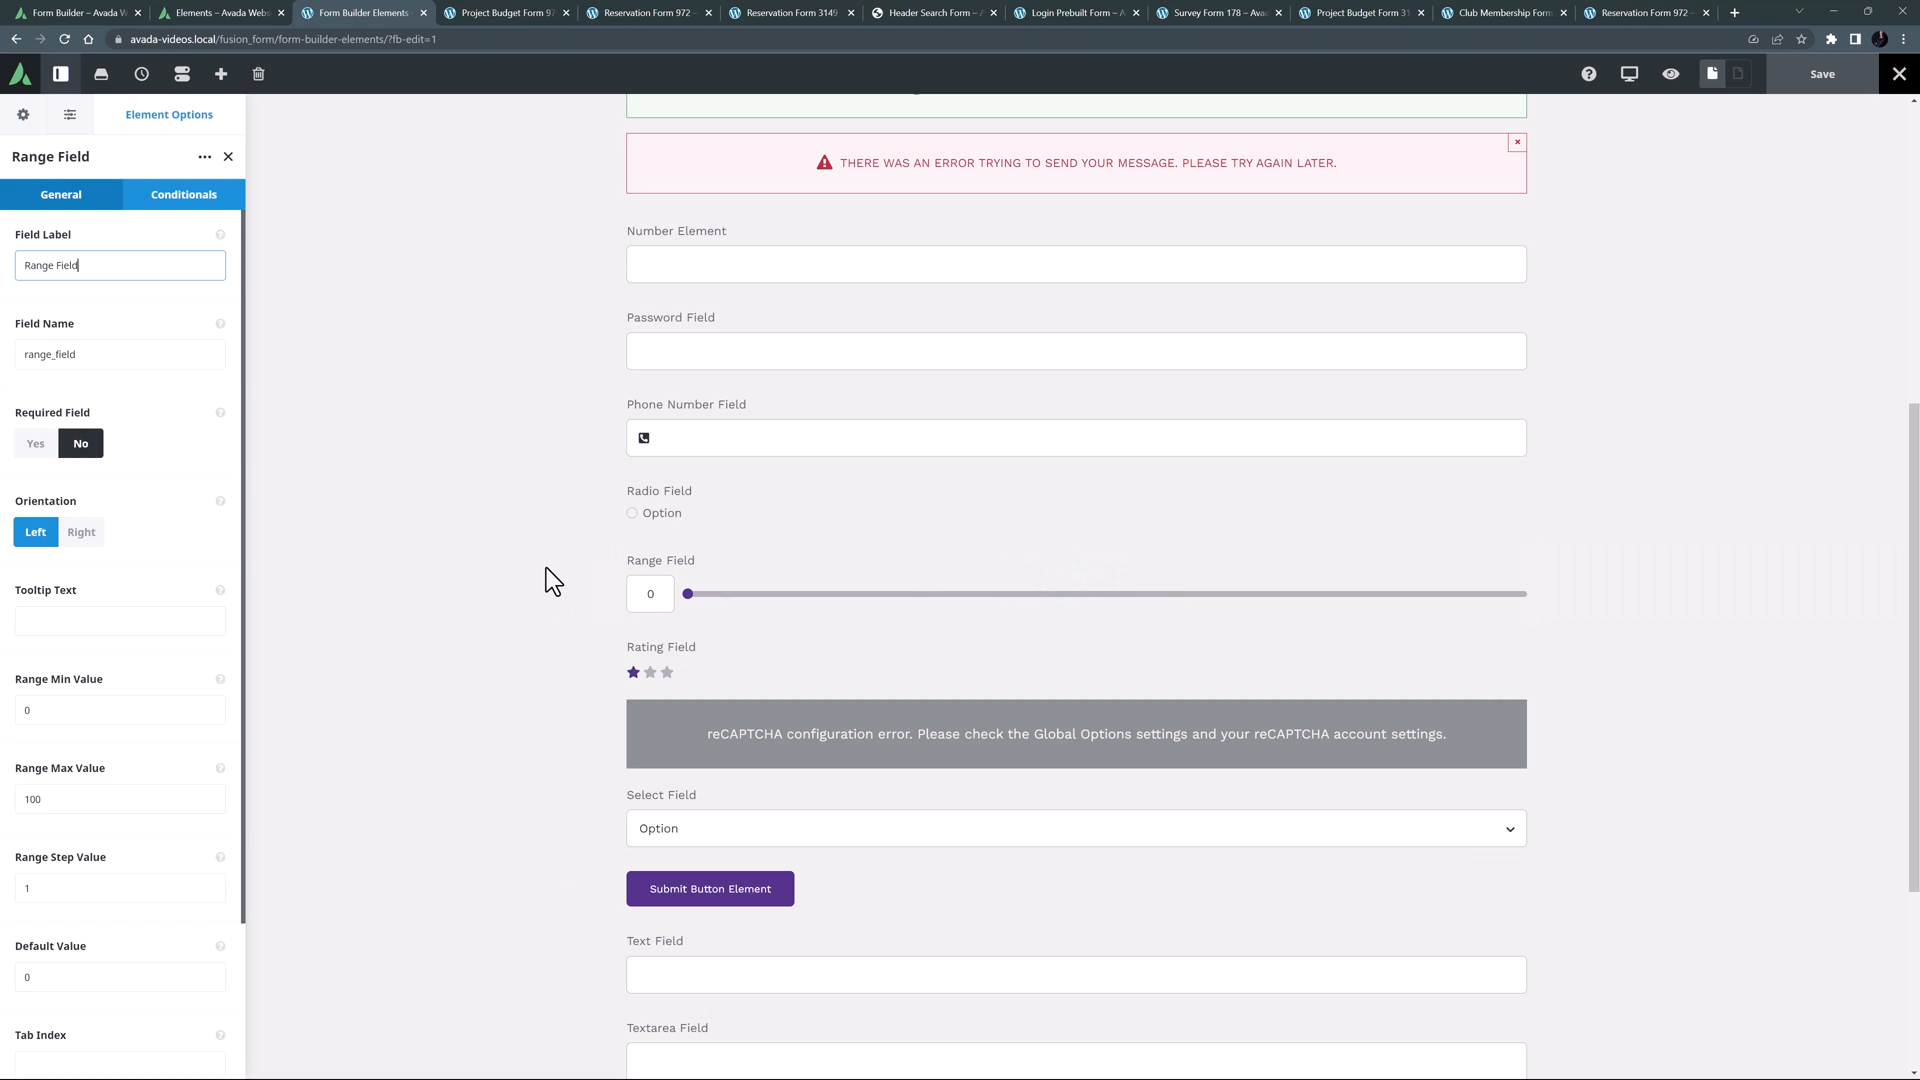 Form Builder – Avada W
Elements – Avada Webs
Form Builder Elements
Project Budget Form 97
Reservation Form 972 –
Reservation Form 3149
Header Search Form – A
Login Prebuilt Form – A
Survey Form 178 – Avad
Project Budget Form 31
Club Membership Form
Reservation Form 972 –
avada-videos.local/fusion_form/form-builder-elements/?fb-edit=1
Save
Element Options
Range Field
General
Conditionals
Field Label
Range Field
Field Name
range_field
Required Field
Yes
No
Orientation
Left
Right
Tooltip Text
Range Min Value
0
Range Max Value
100
Range Step Value
1
Default Value
0
Tab Index
THERE WAS AN ERROR TRYING TO SEND YOUR MESSAGE. PLEASE TRY AGAIN LATER.
Number Element
Password Field
Phone Number Field
Radio Field
Option
Range Field
0
Rating Field
reCAPTCHA configuration error. Please check the Global Options settings and your reCAPTCHA account settings.
Select Field
Option
Submit Button Element
Text Field
Textarea Field